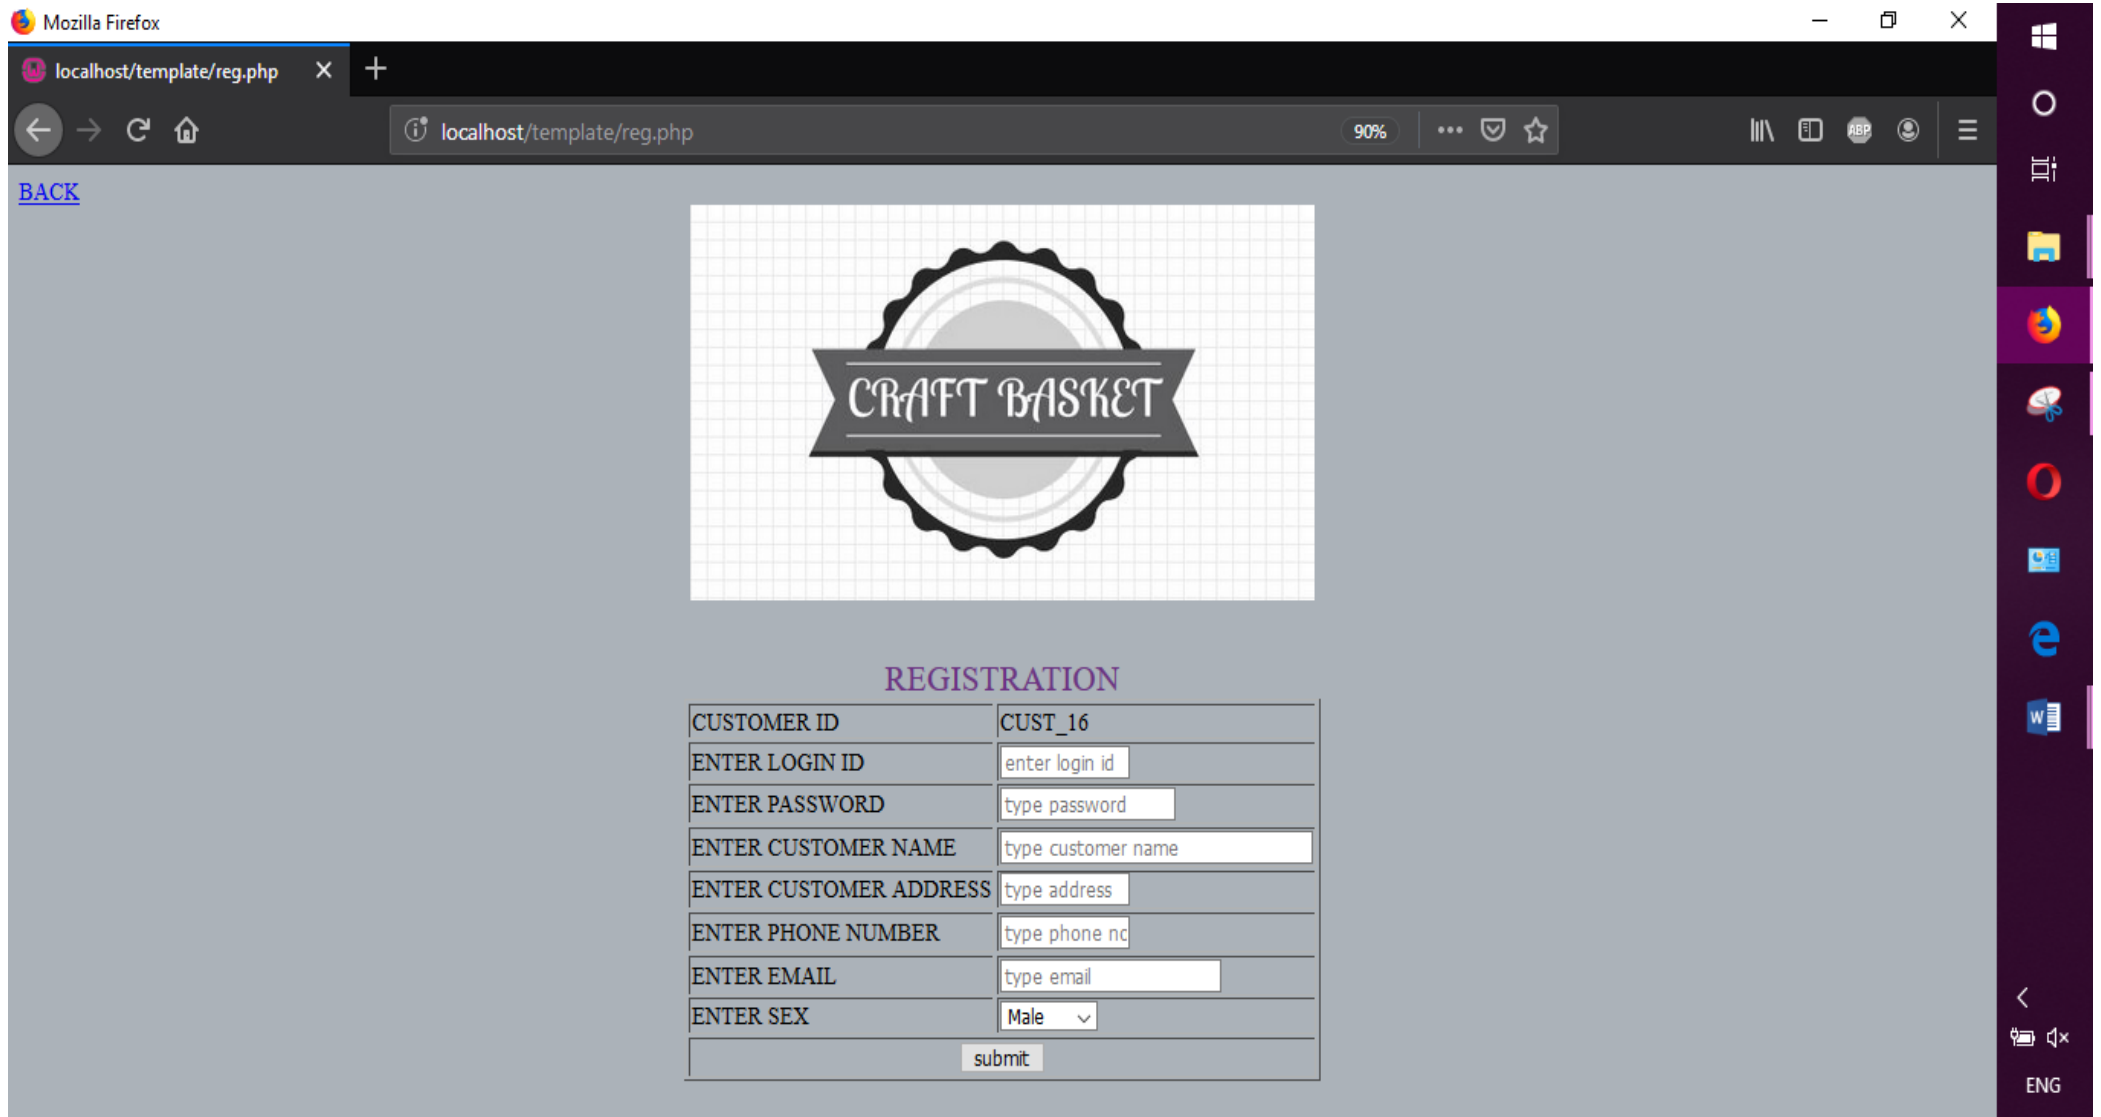 Mozilla Firefox
localhost/template/reg.php
localhost/template/reg.php 90%
ABP
BACK
CRAFT BASKET
REGISTRATION
CUSTOMER ID CUST_16
ENTER LOGIN ID enter login id
ENTER PASSWORD type password
ENTER CUSTOMER NAME type customer name
ENTER CUSTOMER ADDRESS type address
ENTER PHONE NUMBER type phone no
ENTER EMAIL type email
ENTER SEX Male
submit
ENG